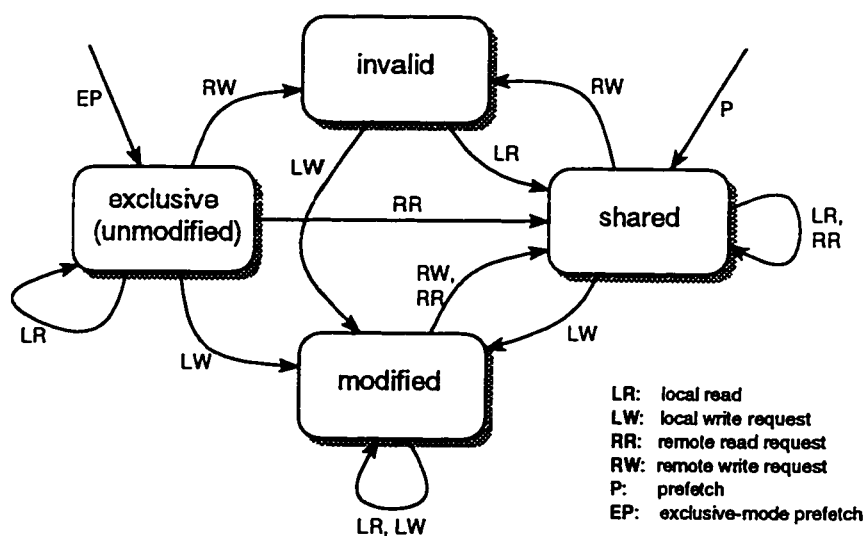 invalid
EP
RW
RW
P
LW
LR
exclusive
(unmodified)
RR
shared
LR,
RR
RW,
RR
LR
LW
LW
modified
LR, LW
LR: local read
LW: local write request
RR: remote read request
RW: remote write request
P: prefetch
EP: exclusive-mode prefetch